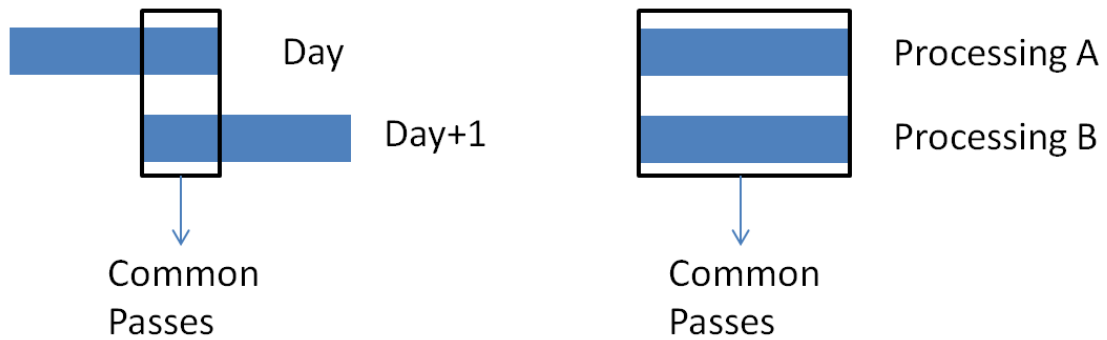 Day
Day+1
Common
Passes
Processing A
Processing B
Common
Passes